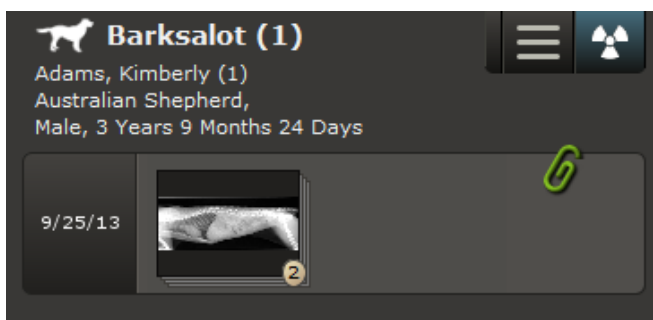 Barksalot (1)
Adams, Kimberly (1)
Australian Shepherd,
Male, 3 Years 9 Months 24 Days
9/25/13
2